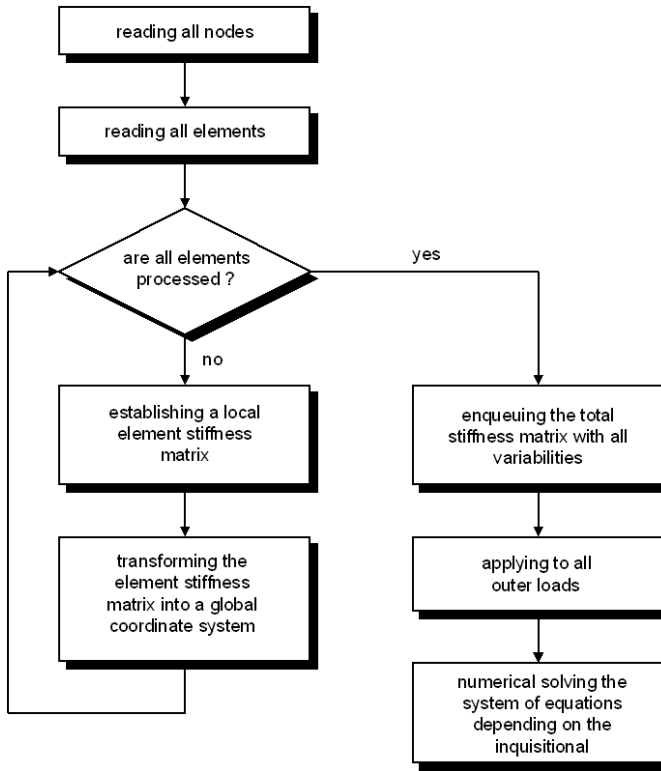 reading all nodes
reading all elements
are all elements
processed ?
yes
no
establishing a local
element stiffness
matrix
transforming the
element stiffness
matrix into a global
coordinate system
enqueuing the total
stiffness matrix with all
variabilities
applying to all
outer loads
numerical solving the
system of equations
depending on the
inquisitional